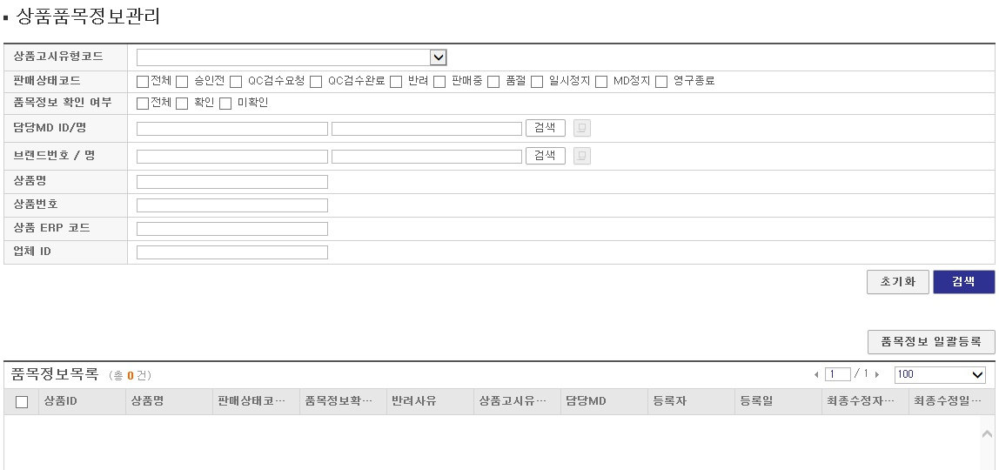 상품품목정보관리
상품고시유형코드
판매상태코드 전체 승인전 QC검수요청 QC검수완료 반려 판매중 품절 일시정지 MD정지 영구종료
품목정보 확인 여부 전체 확인 미확인
담당MD ID/명 검색
브랜드번호 / 명 검색
상품명
상품번호
상품 ERP 코드
업체 ID
초기화 검색
품목정보 일괄등록
품목정보목록 (총 0 건) 1 / 1 100
상품ID 상품명 판매상태코… 품목정보확… 반려사유 상품고시유… 담당MD 등록자 등록일 최종수정자… 최종수정일…